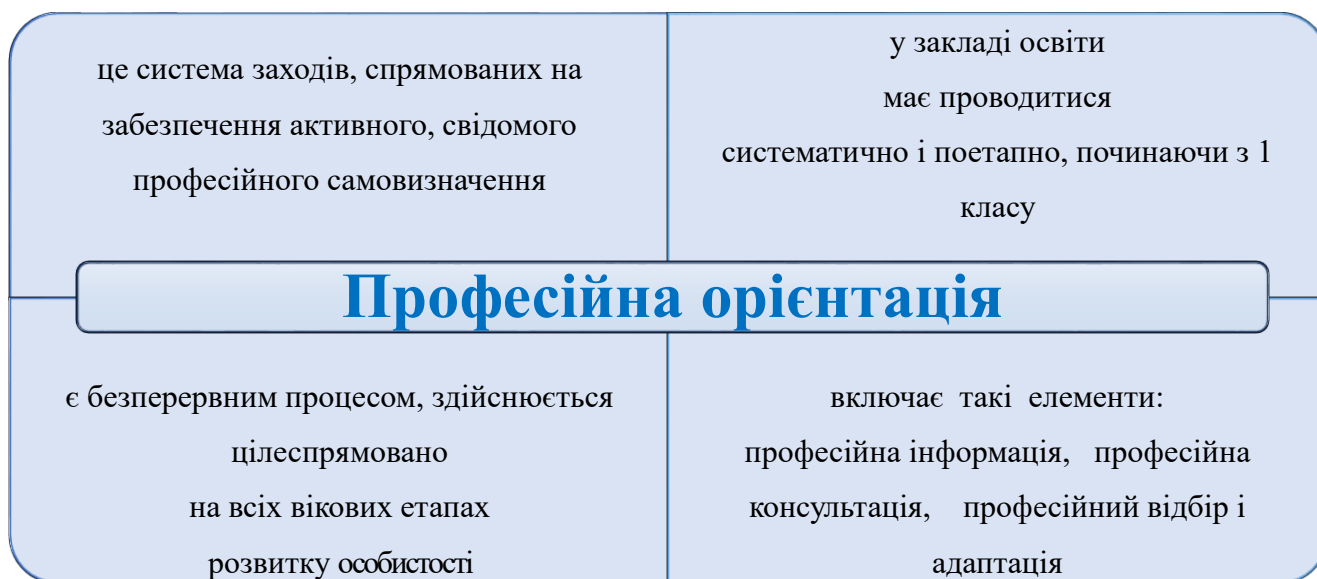 це система заходів, спрямованих на
забезпечення активного, свідомого
професійного самовизначення
у закладі освіти
має проводитися
систематично і поетапно, починаючи з 1
класу
Професійна орієнтація
є безперервним процесом, здійснюється
цілеспрямовано
на всіх вікових етапах
розвитку особистості
включає такі елементи:
професійна інформація, професійна
консультація, професійний відбір і
адаптація